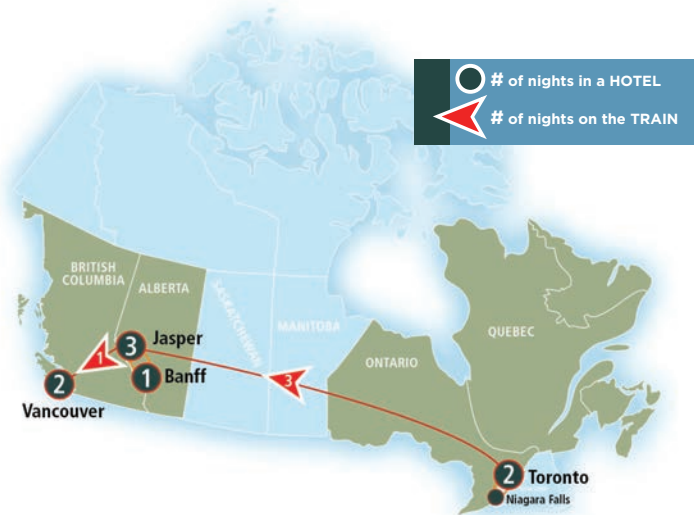 # of nights in a HOTEL
# of nights on the TRAIN
BRITISH
COLUMBIA
ALBERTA
SASKATCHEWAN
MANITOBA
ONTARIO
QUEBEC
3
Jasper
1
1
Banff
3
2
Vancouver
2
Toronto
Niagara Falls